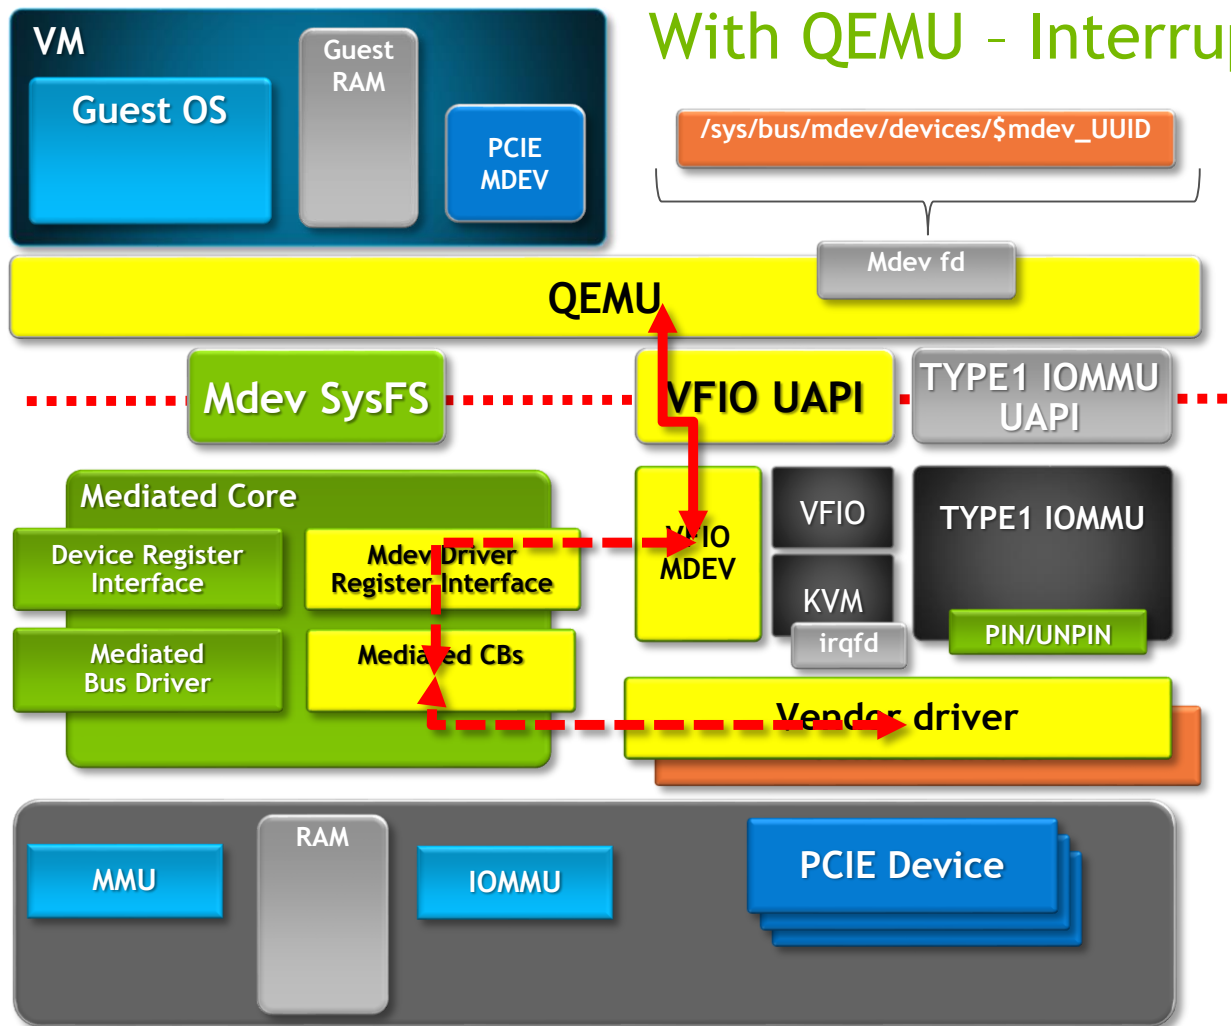 With QEMU – Interrup
VM
Guest
RAM
Guest OS
PCIE
MDEV
/sys/bus/mdev/devices/$mdev_UUID
Mdev fd
QEMU
Mdev SysFS
VFIO UAPI
TYPE1 IOMMU
UAPI
Mediated Core
Device Register
Interface
Mdev Driver
Register Interface
VFIO
MDEV
VFIO
TYPE1 IOMMU
KVM
irqfd
PIN/UNPIN
Mediated
Bus Driver
Mediated CBs
Vendor driver
RAM
MMU
IOMMU
PCIE Device